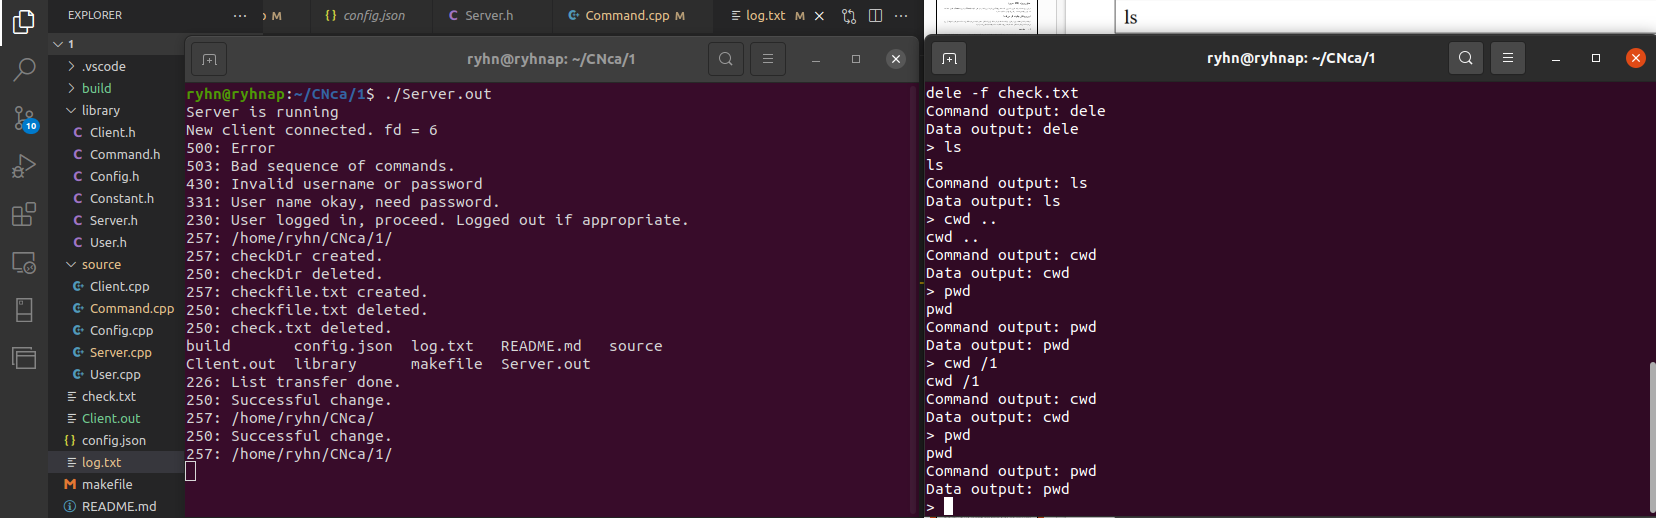 EXPLORER ...
1
.vscode
build
library
Client.h
Command.h
Config.h
Constant.h
Server.h
User.h
source
Client.cpp
Command.cpp
Config.cpp
Server.cpp
User.cpp
check.txt
Client.out
config.json
log.txt
makefile
README.md
10
p M {} config.json C Server.h Command.cpp M log.txt M ...
ryhn@ryhnap: ~/CNca/1
ryhn@ryhnap:~/CNca/1$ ./Server.out
Server is running
New client connected. fd = 6
500: Error
503: Bad sequence of commands.
430: Invalid username or password
331: User name okay, need password.
230: User logged in, proceed. Logged out if appropriate.
257: /home/ryhn/CNca/1/
257: checkDir created.
250: checkDir deleted.
257: checkfile.txt created.
250: checkfile.txt deleted.
250: check.txt deleted.
build config.json log.txt README.md source
Client.out library makefile Server.out
226: List transfer done.
250: Successful change.
257: /home/ryhn/CNca/
250: Successful change.
257: /home/ryhn/CNca/1/
ls
ryhn@ryhnap: ~/CNca/1
dele -f check.txt
Command output: dele
Data output: dele
> ls
ls
Command output: ls
Data output: ls
> cwd ..
cwd ..
Command output: cwd
Data output: cwd
> pwd
pwd
Command output: pwd
Data output: pwd
> cwd /1
cwd /1
Command output: cwd
Data output: cwd
> pwd
pwd
Command output: pwd
Data output: pwd
>